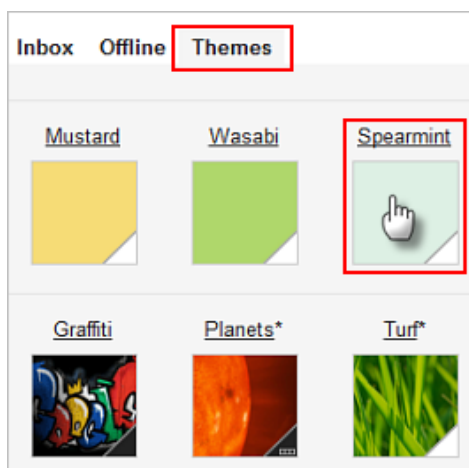 Inbox Offline Themes
Mustard Wasabi Spearmint
Graffiti Planets* Turf*